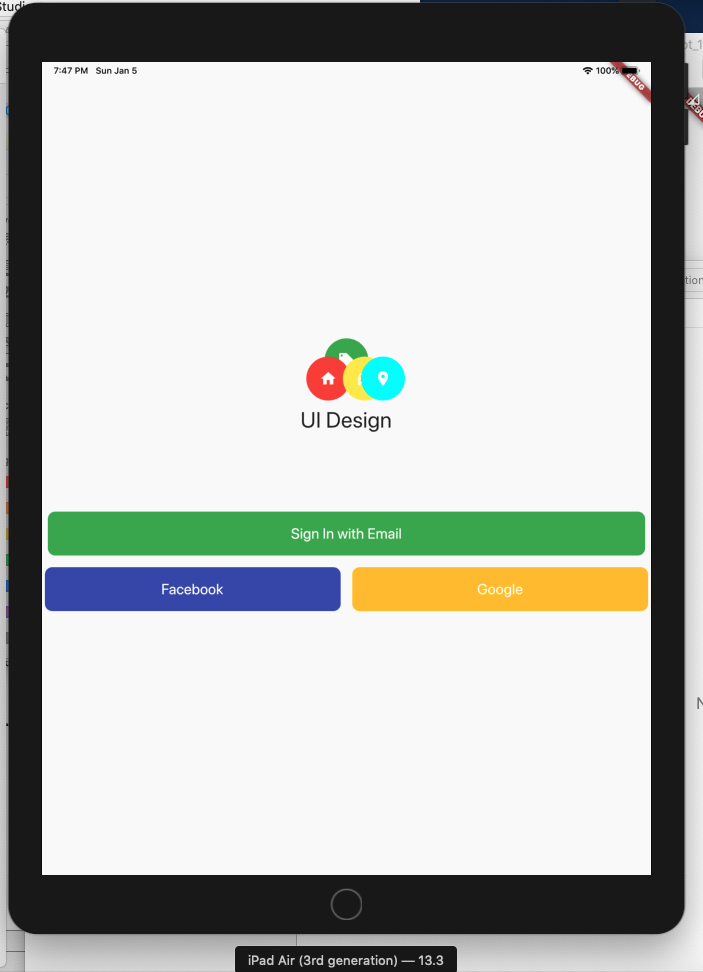 7:47 PM Sun Jan 5
100%
UI Design
Sign In with Email
Facebook
Google
iPad Air (3rd generation) — 13.3